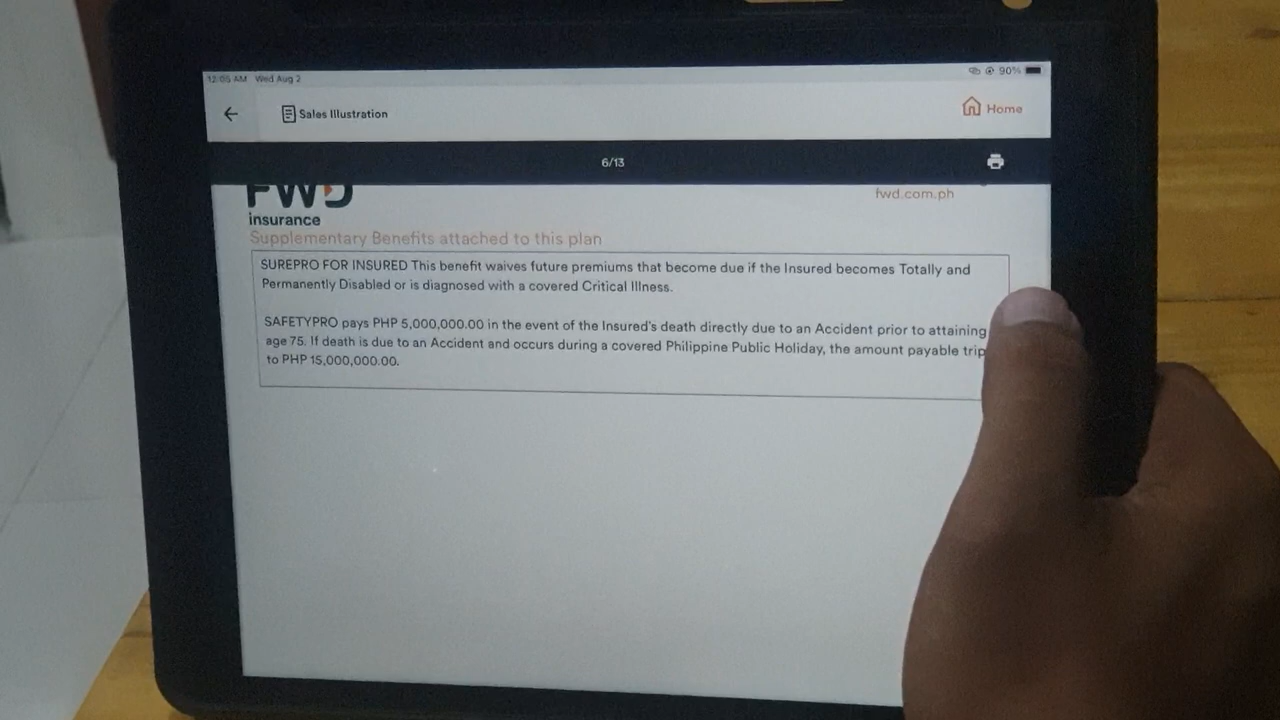 12:05 AM Wed Aug 2
90%
Sales Illustration
Home
6/13
FWD
fwd.com.ph
insurance
Supplementary Benefits attached to this plan
SUREPRO FOR INSURED This benefit waives future premiums that become due if the Insured becomes Totally and
Permanently Disabled or is diagnosed with a covered Critical Illness.
SAFETYPRO pays PHP 5,000,000.00 in the event of the Insured's death directly due to an Accident prior to attaining
age 75. If death is due to an Accident and occurs during a covered Philippine Public Holiday, the amount payable trip
to PHP 15,000,000.00.